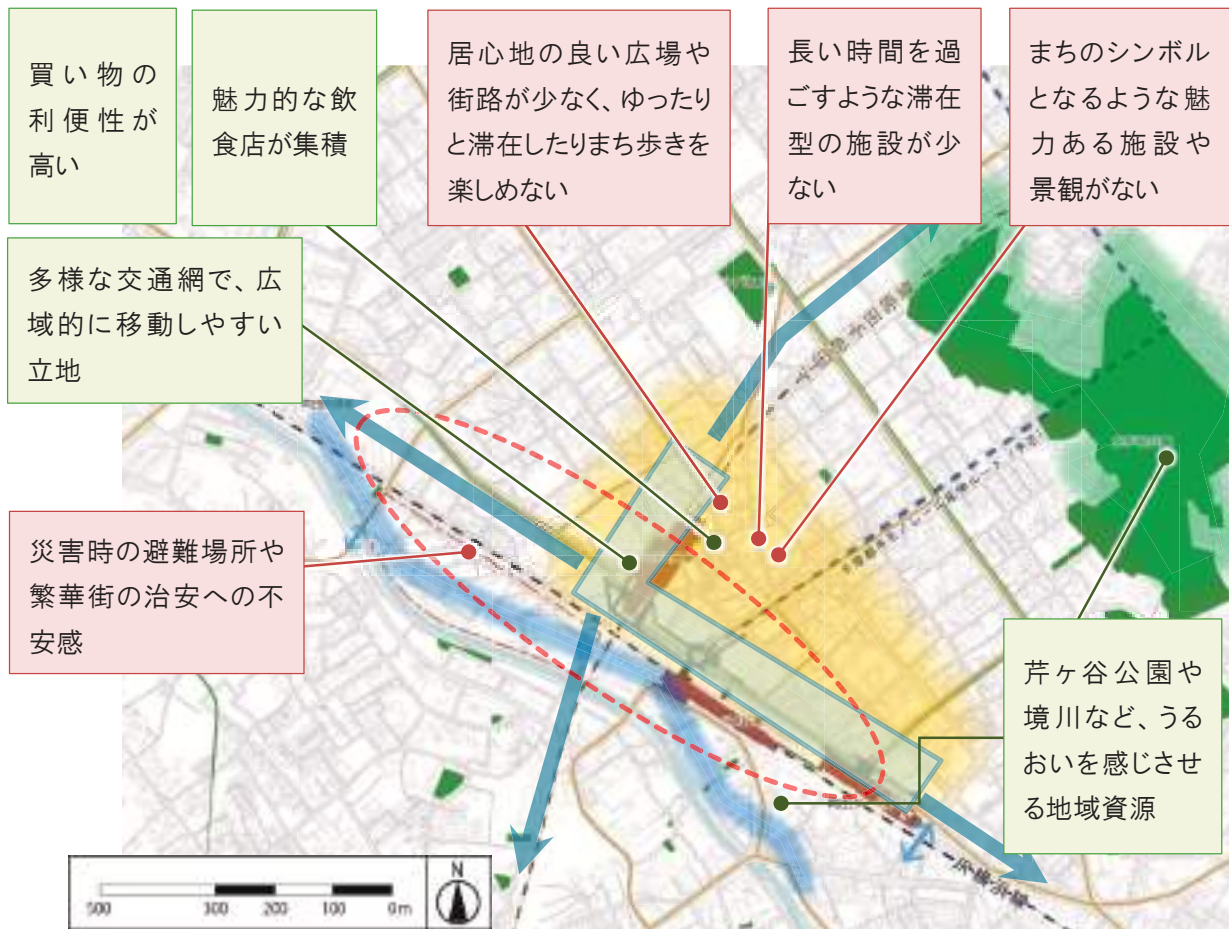 買い物の
利便性が
高い
魅力的な飲
食店が集積
居心地の良い広場や
街路が少なく、ゆったり
と滞在したりまち歩きを
楽しめない
長い時間を過
ごすような滞在
型の施設が少
ない
まちのシンボル
となるような魅
力ある施設や
景観がない
多様な交通網で、広
域的に移動しやすい
立地
災害時の避難場所や
繁華街の治安への不
安感
芹ヶ谷公園や
境川など、うる
おいを感じさせ
る地域資源
N
500 300 200 100 0m